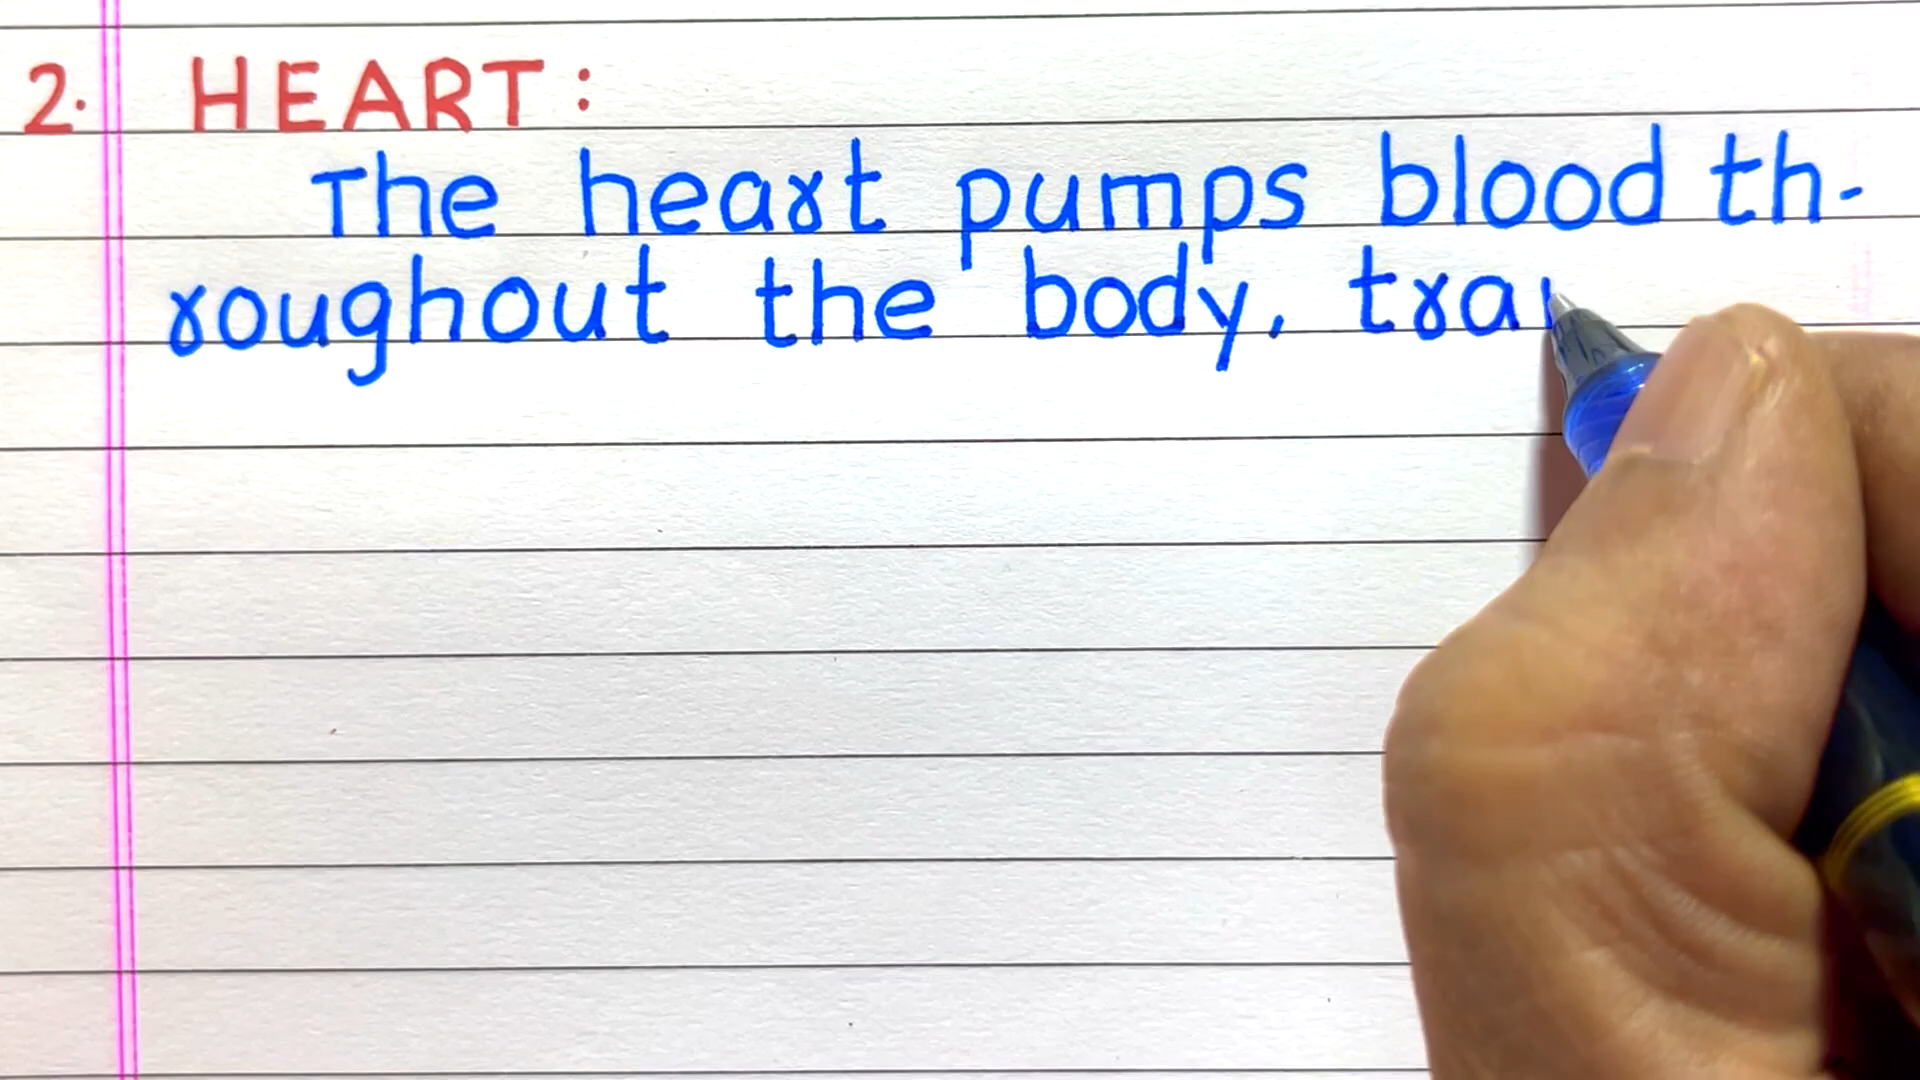 2. HEART:
The heart pumps blood th-
roughout the body, tra